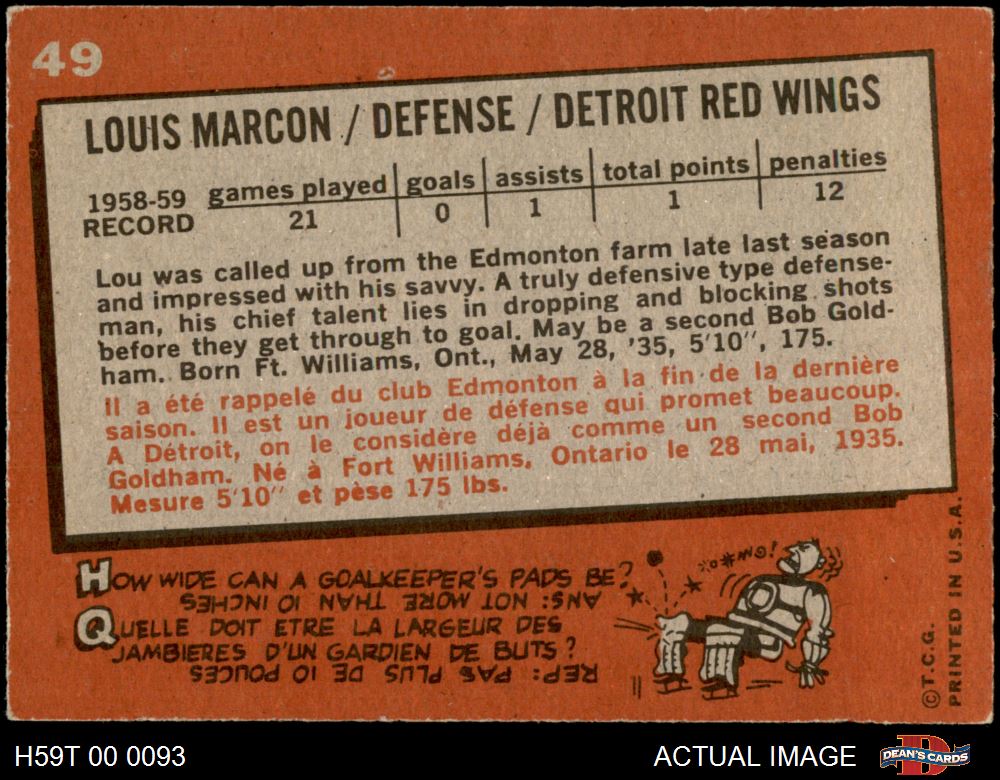 49
LOUIS MARCON / DEFENSE / DETROIT RED WINGS
1958-59 RECORD games played goals assists total points penalties
21 0 1 1 12
Lou was called up from the Edmonton farm late last season
and impressed with his savvy. A truly defensive type defense-
man, his chief talent lies in dropping and blocking shots
before they get through to goal. May be a second Bob Gold-
ham. Born Ft. Williams, Ont., May 28, '35, 5'10", 175.
Il a été rappelé du club Edmonton à la fin de la dernière
saison. Il est un joueur de défense qui promet beaucoup.
A Détroit, on le considère déjà comme un second Bob
Goldham. Né à Fort Williams, Ontario le 28 mai, 1935.
Mesure 5'10" et pèse 175 lbs.
HOW WIDE CAN A GOALKEEPER'S PADS BE?
ANS: NOT MORE THAN 10 INCHES
QUELLE DOIT ETRE LA LARGEUR DES
JAMBIERES D'UN GARDIEN DE BUTS?
REP: PAS PLUS DE 10 POUCES
©T.C.G. PRINTED IN U.S.A.
H59T 00 0093
ACTUAL IMAGE
DEAN'S CARDS